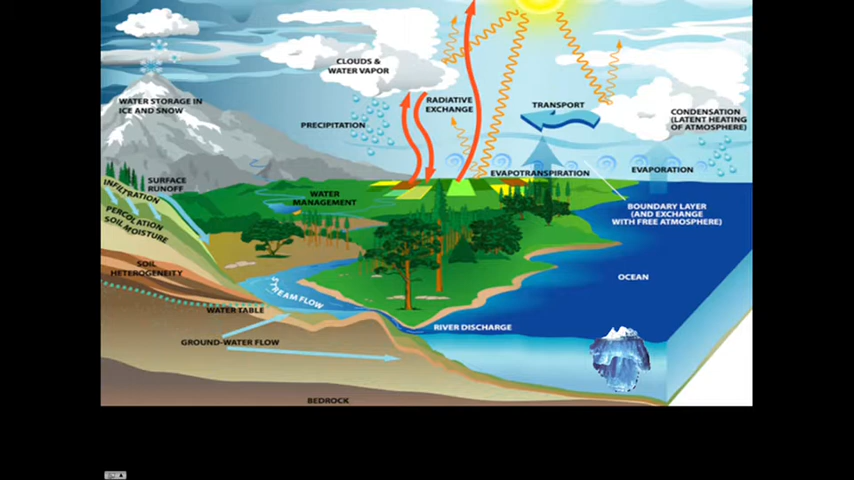 CLOUDS &
WATER VAPOR
WATER STORAGE IN
ICE AND SNOW
RADIATIVE
EXCHANGE
TRANSPORT
CONDENSATION
(LATENT HEATING
OF ATMOSPHERE)
PRECIPITATION
SURFACE
RUNOFF
EVAPOTRANSPIRATION
EVAPORATION
INFILTRATION
WATER
MANAGEMENT
PERCOLATION
SOIL MOISTURE
BOUNDARY LAYER
(AND EXCHANGE
WITH FREE ATMOSPHERE)
SOIL
HETEROGENEITY
OCEAN
STREAM FLOW
WATER TABLE
RIVER DISCHARGE
GROUND-WATER FLOW
BEDROCK